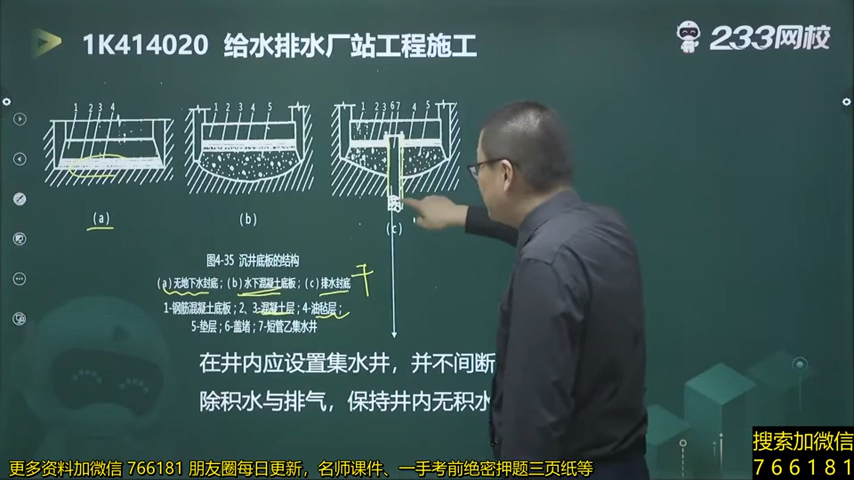 1K414020 给水排水厂站工程施工
233网校
1 2 3 4
1 2 3 4 5
1 2 3 6 7 4 5
(a)
(b)
(c)
图4-35 沉井底板的结构
(a)无地下水封底；(b)水下混凝土底板；(c)排水封底
干
1-钢筋混凝土底板；2、3-混凝土层；4-油毡层；
5-垫层；6-盖堵；7-短管乙集水井
在井内应设置集水井，并不间断
除积水与排气，保持井内无积水
搜索加微信
766181
更多资料加微信 766181 朋友圈每日更新，名师课件、一手考前绝密押题三页纸等